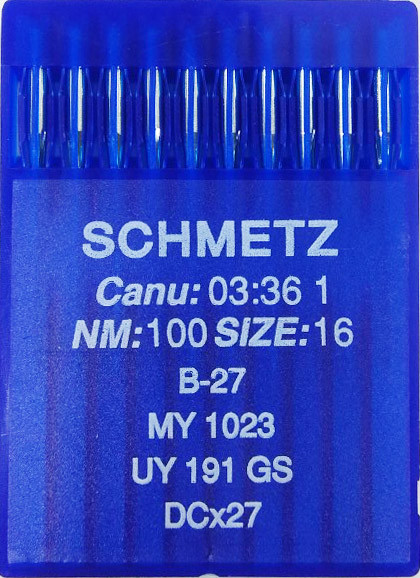 SCHMETZ
Canu: 03:36 1
NM:100 SIZE:16
B-27
MY 1023
UY 191 GS
DCx27